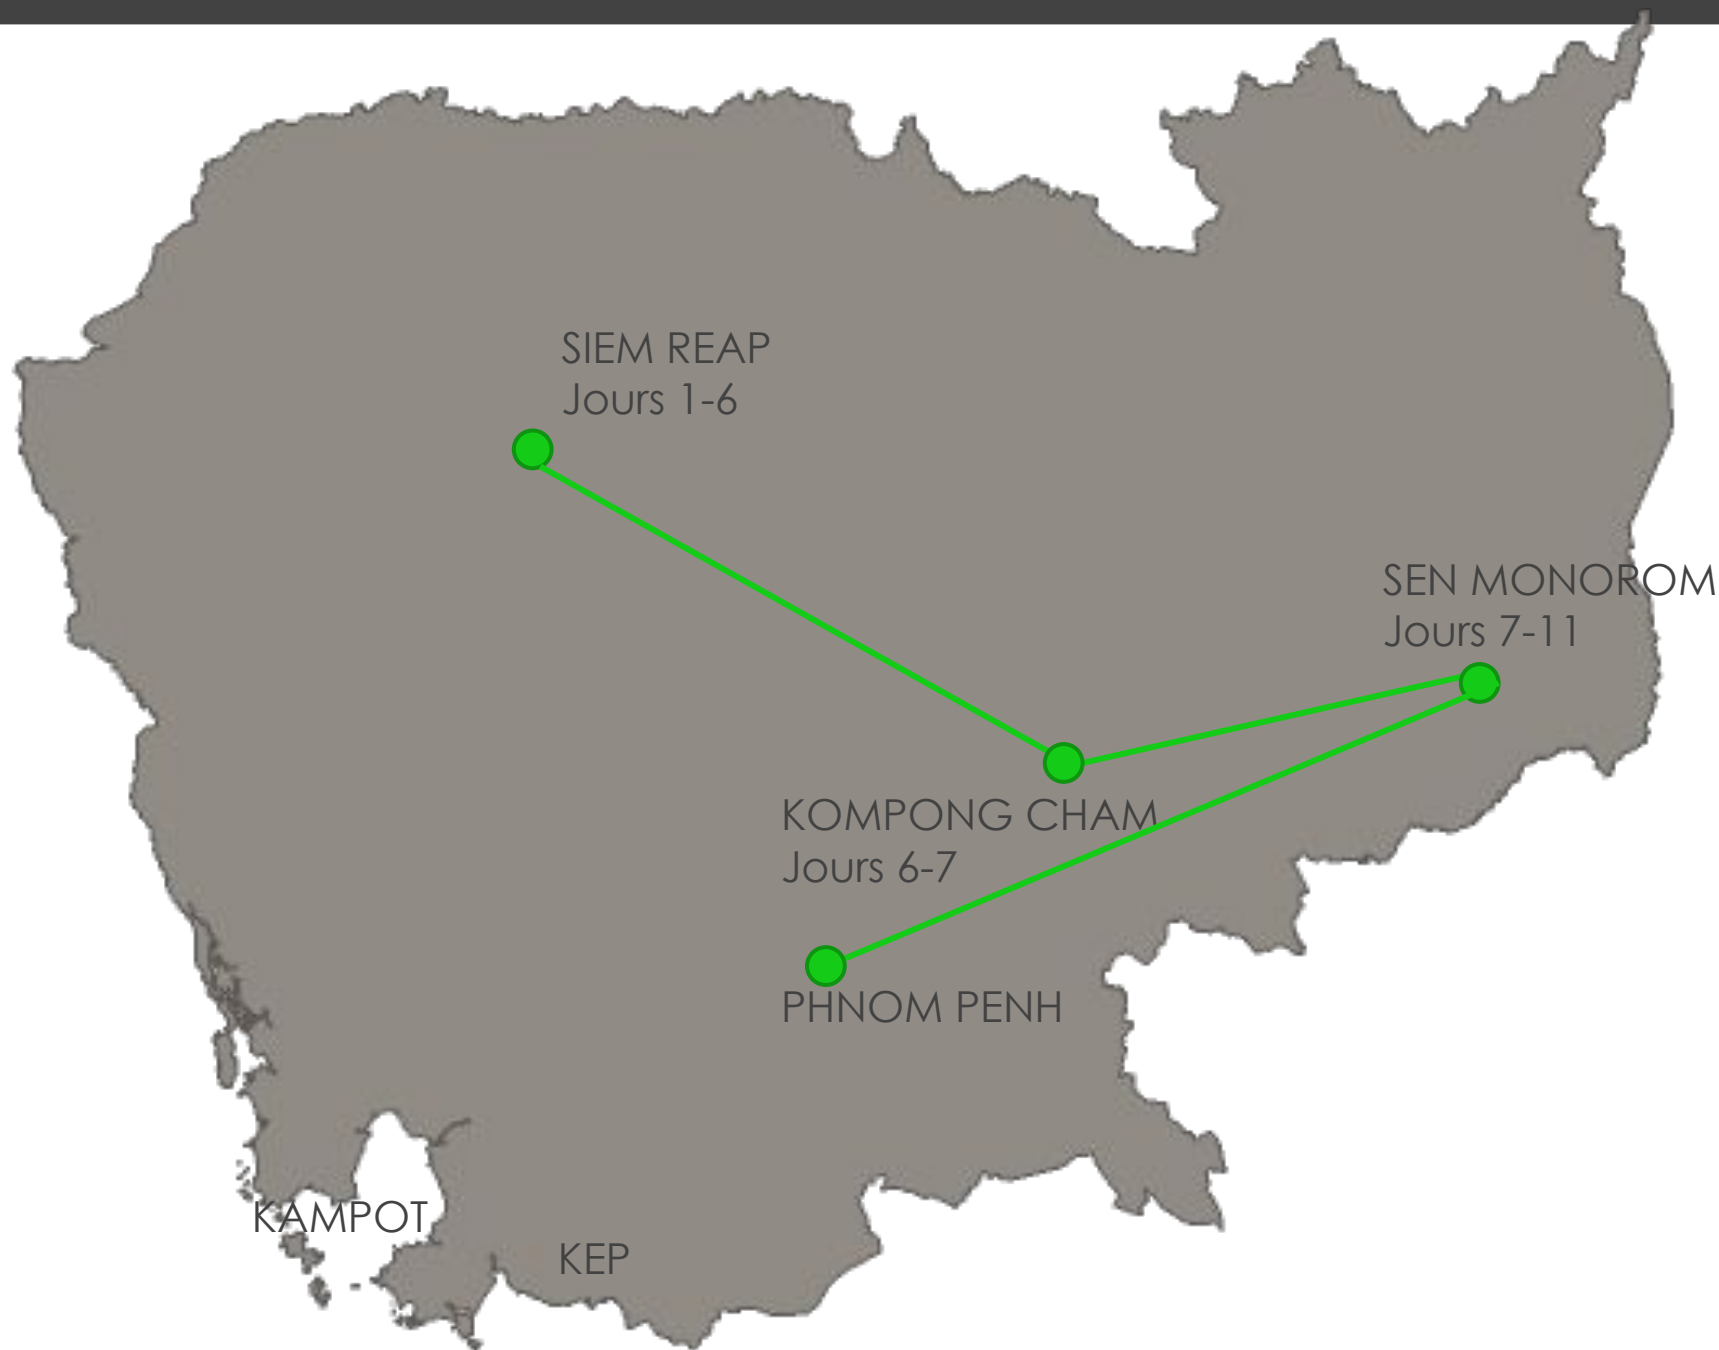 SIEM REAP
Jours 1-6
SEN MONOROM
Jours 7-11
KOMPONG CHAM
Jours 6-7
PHNOM PENH
KAMPOT
KEP